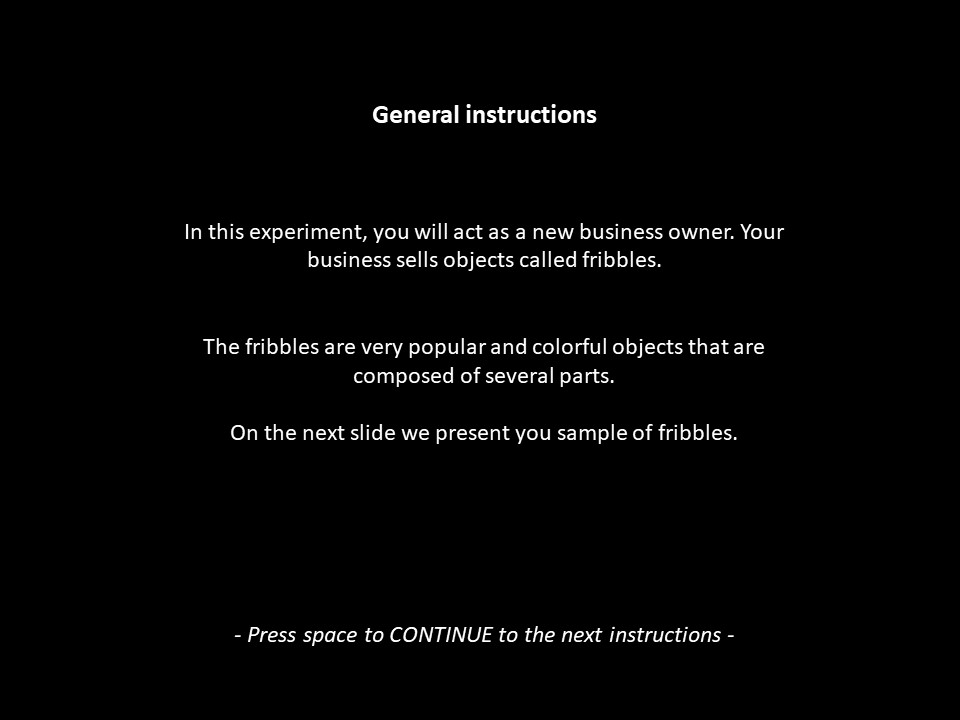 General instructions
In this experiment, you will act as a new business owner. Your
business sells objects called fribbles.
The fribbles are very popular and colorful objects that are
composed of several parts.
On the next slide we present you sample of fribbles.
- Press space to CONTINUE to the next instructions -